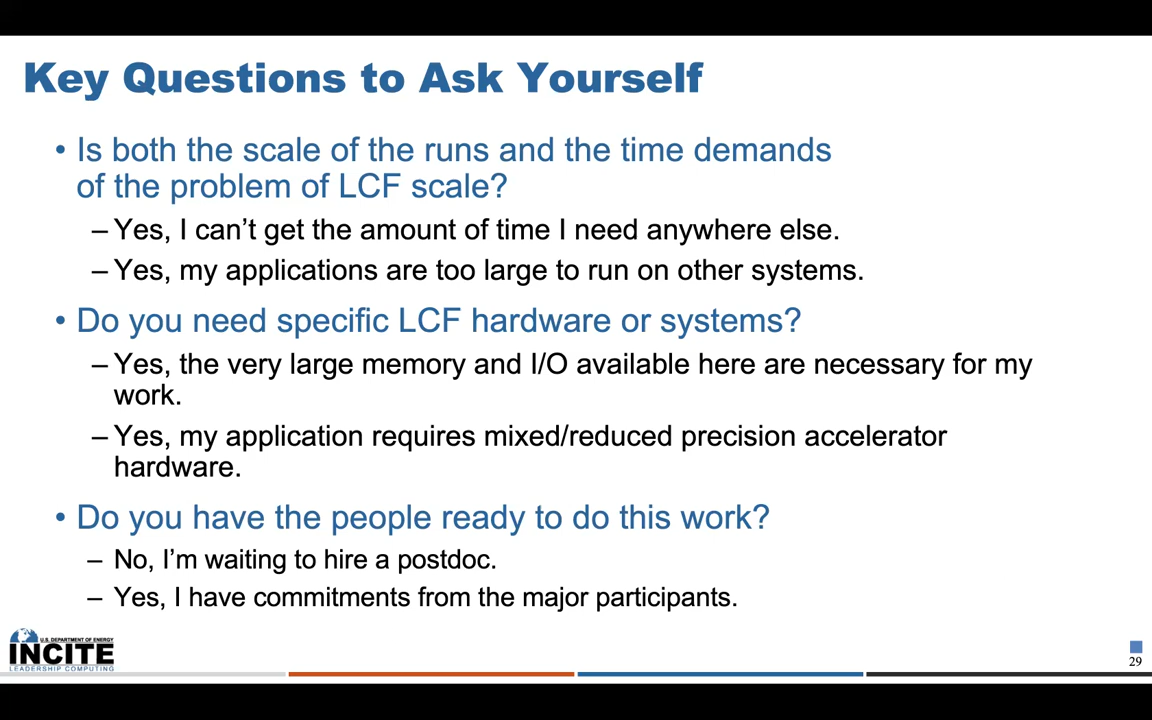 Key Questions to Ask Yourself
• Is both the scale of the runs and the time demands
of the problem of LCF scale?
– Yes, I can’t get the amount of time I need anywhere else.
– Yes, my applications are too large to run on other systems.
• Do you need specific LCF hardware or systems?
– Yes, the very large memory and I/O available here are necessary for my
work.
– Yes, my application requires mixed/reduced precision accelerator
hardware.
• Do you have the people ready to do this work?
– No, I’m waiting to hire a postdoc.
– Yes, I have commitments from the major participants.
U.S. DEPARTMENT OF ENERGY
INCITE
LEADERSHIP COMPUTING
29